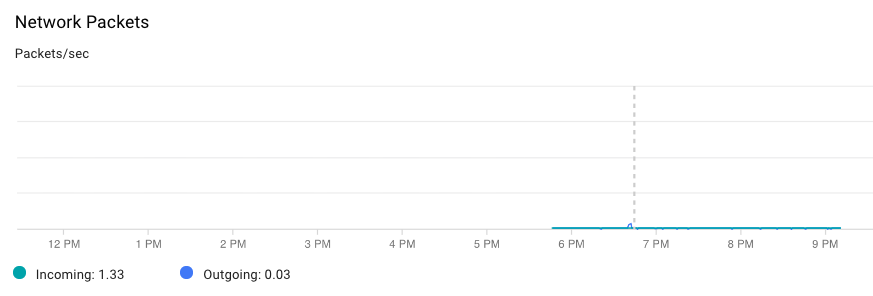 Network Packets
Packets/sec
12 PM 1 PM 2 PM 3 PM 4 PM 5 PM 6 PM 7 PM 8 PM 9 PM
Incoming: 1.33 Outgoing: 0.03